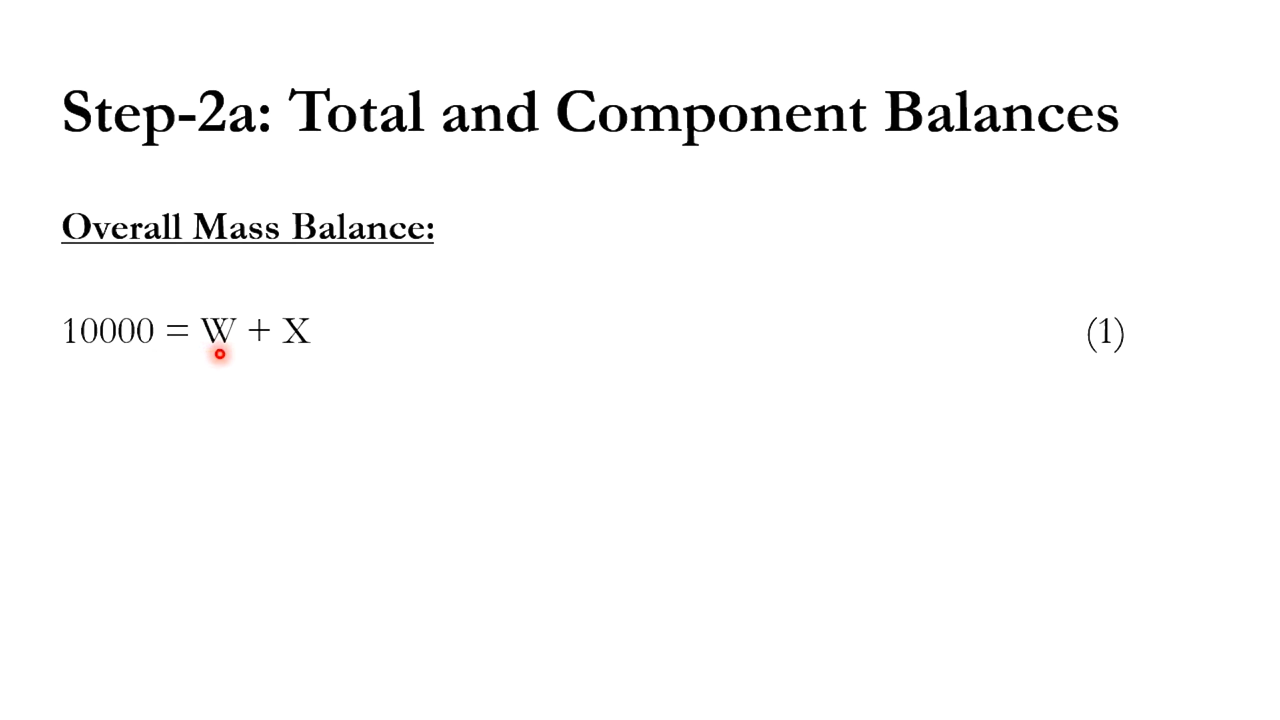 Step-2a: Total and Component Balances
Overall Mass Balance:
10000 = W + X (1)